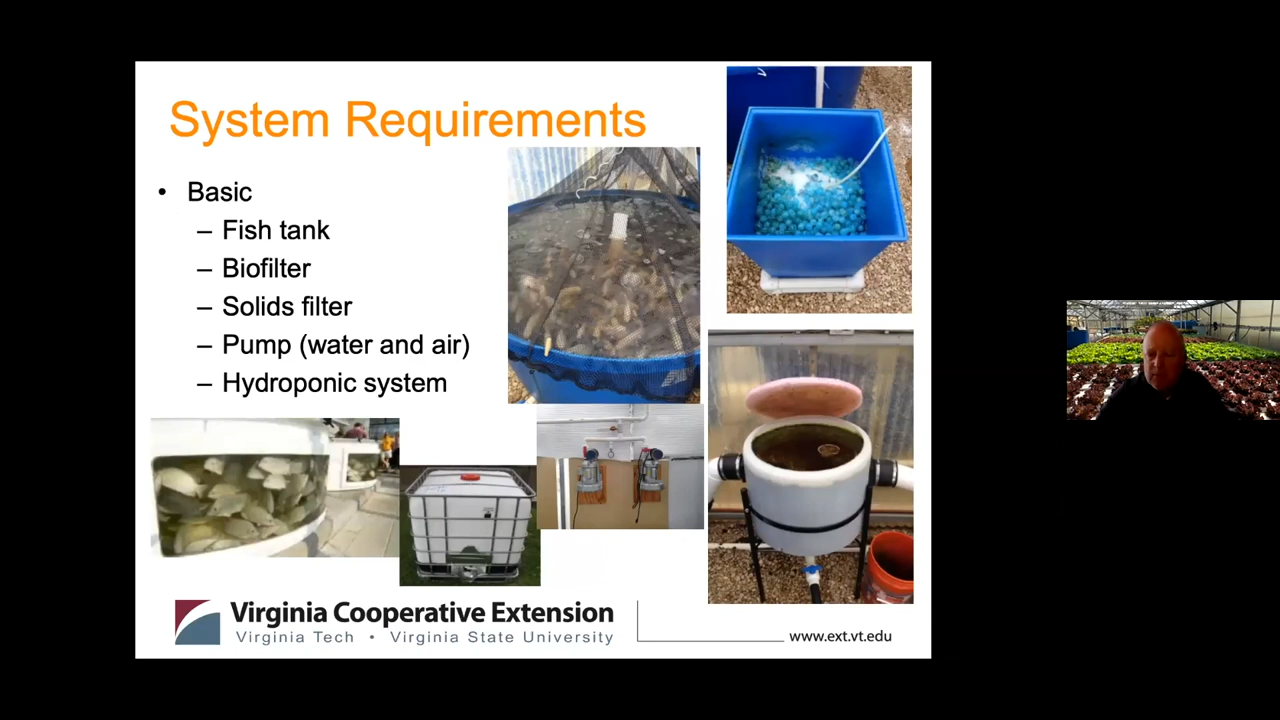 System Requirements
• Basic
– Fish tank
– Biofilter
– Solids filter
– Pump (water and air)
– Hydroponic system
Virginia Cooperative Extension
Virginia Tech • Virginia State University
www.ext.vt.edu